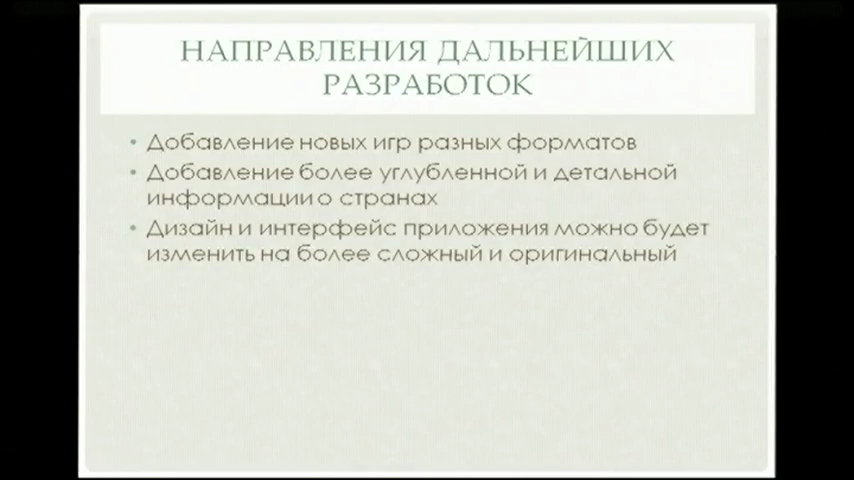 НАПРАВЛЕНИЯ ДАЛЬНЕЙШИХ
РАЗРАБОТОК
• Добавление новых игр разных форматов
• Добавление более углубленной и детальной
информации о странах
• Дизайн и интерфейс приложения можно будет
изменить на более сложный и оригинальный